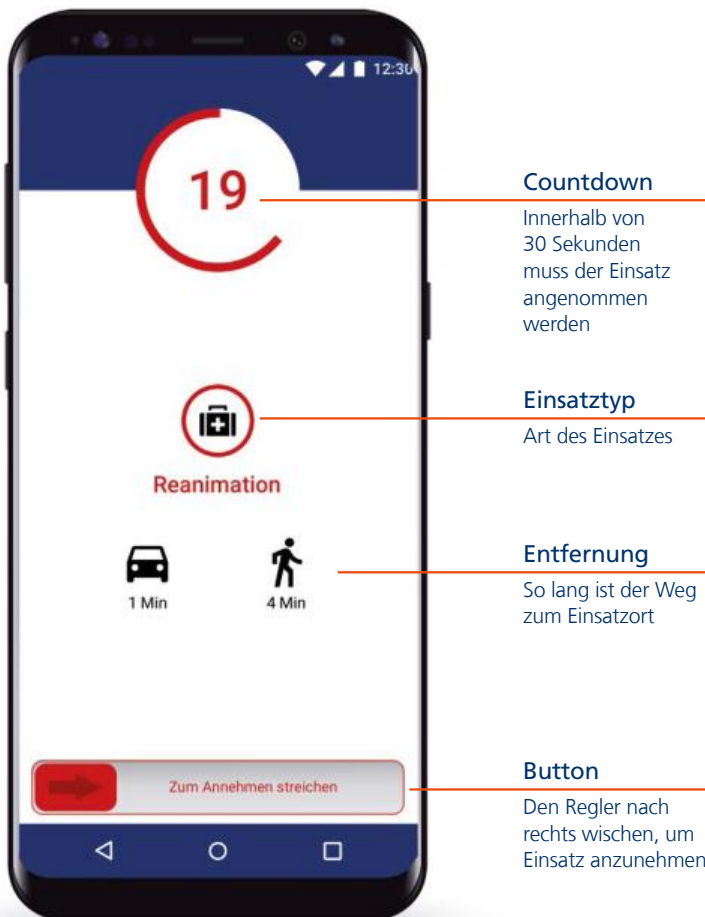 12:30
19
Countdown
Innerhalb von
30 Sekunden
muss der Einsatz
angenommen
werden
Einsatztyp
Art des Einsatzes
Reanimation
Entfernung
So lang ist der Weg
zum Einsatzort
1 Min
4 Min
Button
Den Regler nach
rechts wischen, um
Einsatz anzunehmen
Zum Annehmen streichen